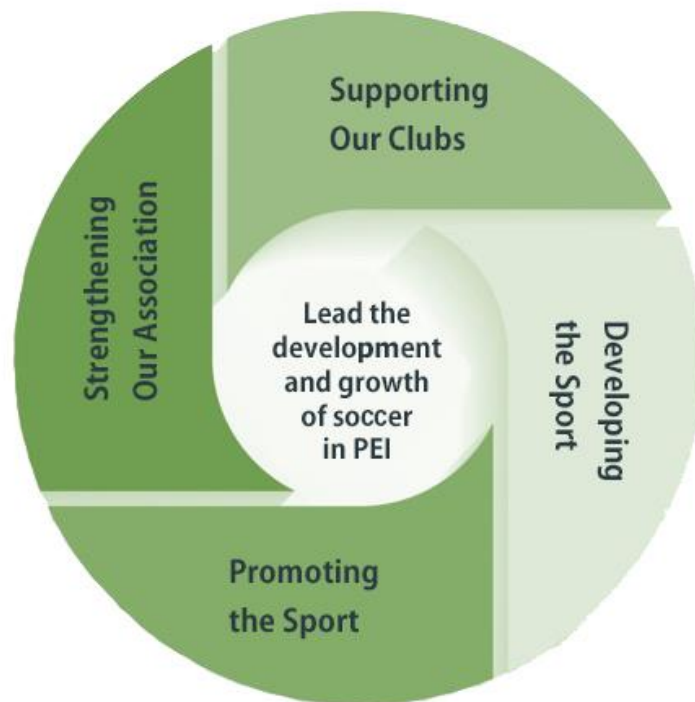 Supporting
Our Clubs
Developing
the Sport
Promoting
the Sport
Strengthening
Our Association
Lead the
development
and growth
of soccer
in PEI